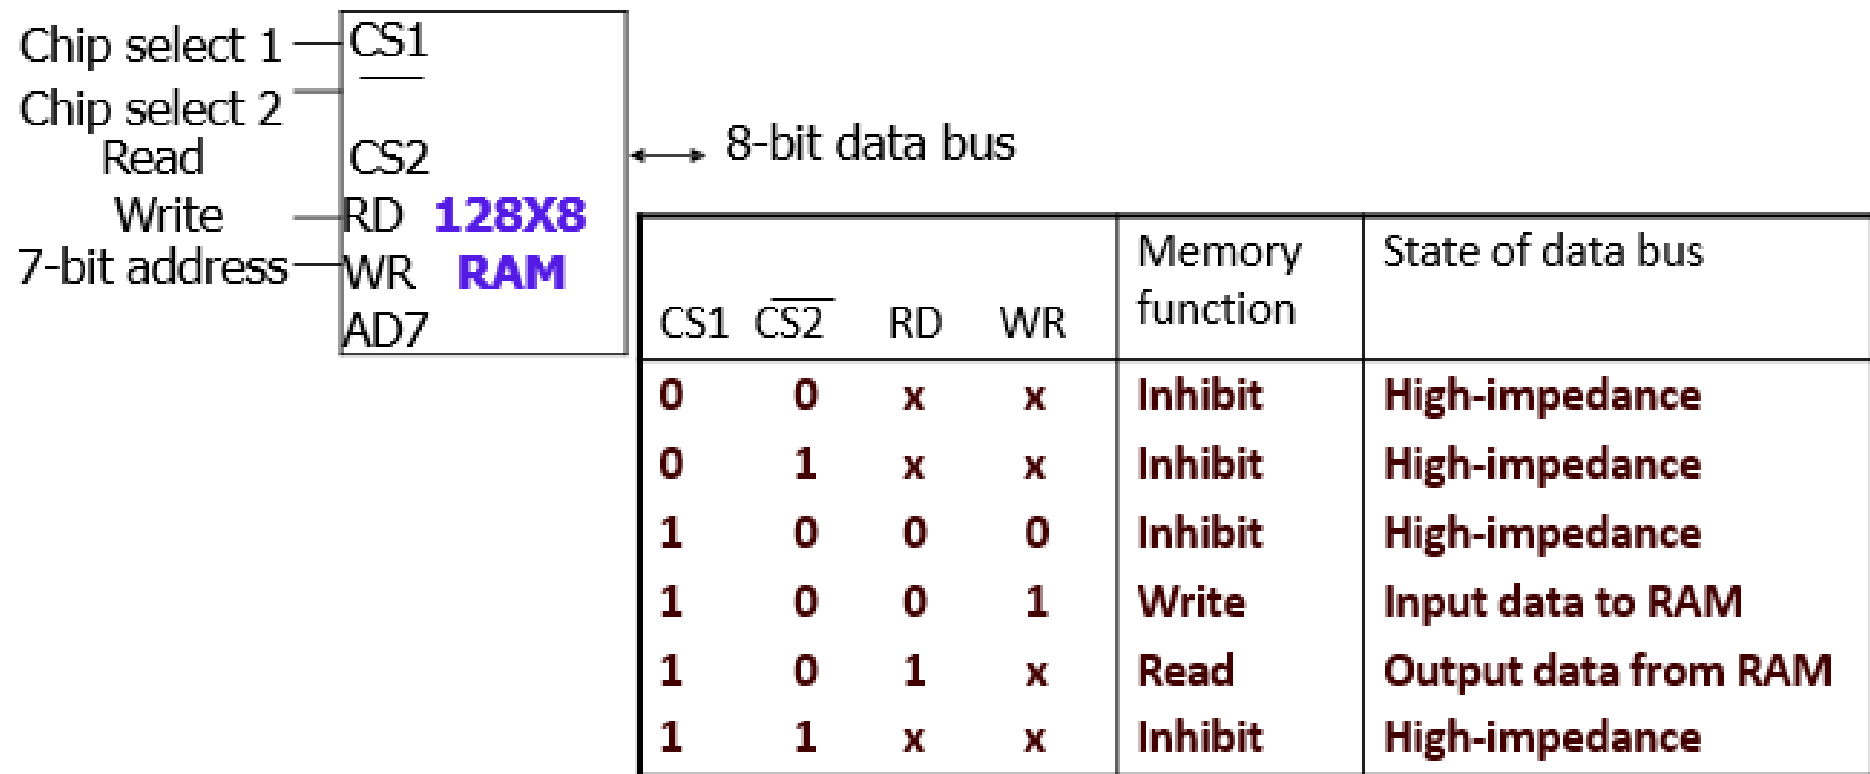 Chip select 1
CS1
Chip select 2
Read
CS2
8-bit data bus
Write
RD 128X8
7-bit address
WR RAM
AD7
Memory function
State of data bus
CS1 C̅S̅2̅ RD WR
0 0 x x Inhibit High-impedance
0 1 x x Inhibit High-impedance
1 0 0 0 Inhibit High-impedance
1 0 0 1 Write Input data to RAM
1 0 1 x Read Output data from RAM
1 1 x x Inhibit High-impedance